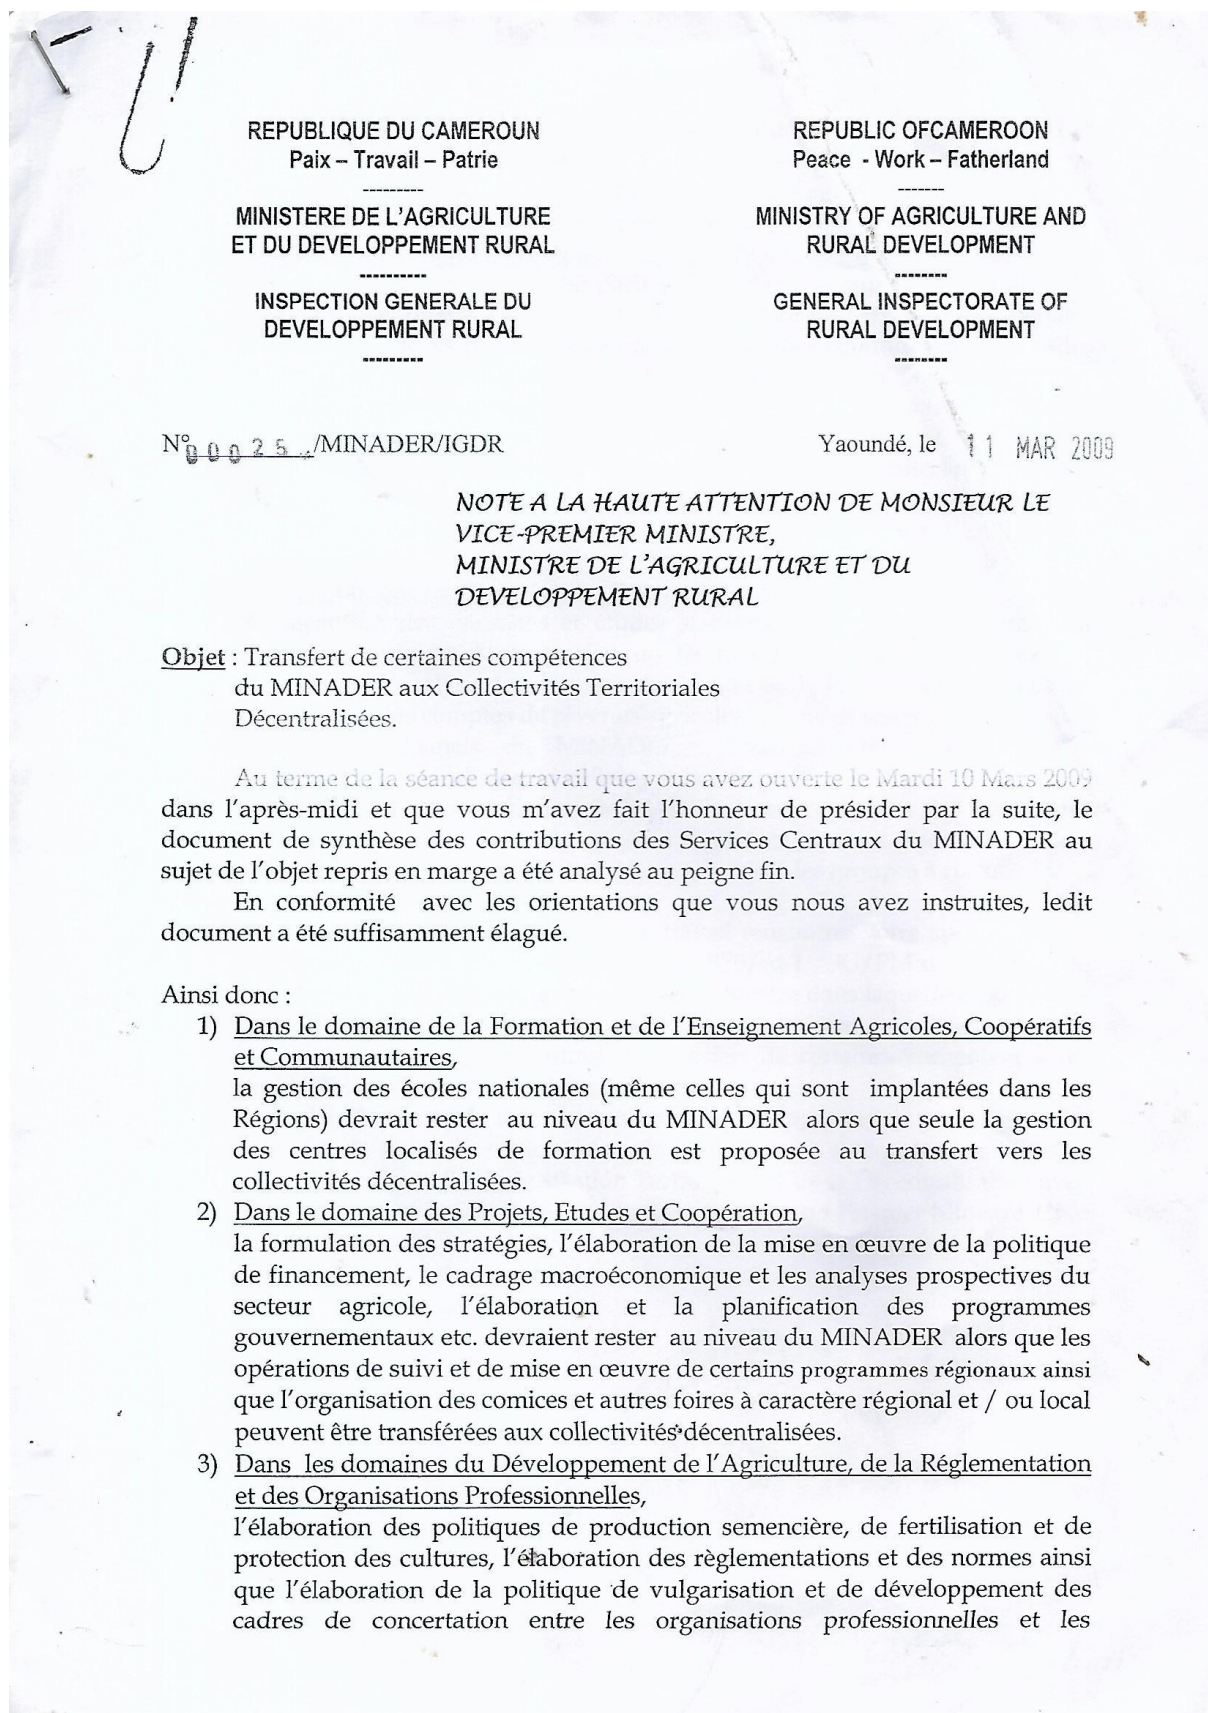 REPUBLIQUE DU CAMEROUN
Paix – Travail – Patrie
---------
MINISTERE DE L'AGRICULTURE
ET DU DEVELOPPEMENT RURAL
----------
INSPECTION GENERALE DU
DEVELOPPEMENT RURAL
---------
REPUBLIC OFCAMEROON
Peace - Work – Fatherland
-------
MINISTRY OF AGRICULTURE AND
RURAL DEVELOPMENT
--------
GENERAL INSPECTORATE OF
RURAL DEVELOPMENT
--------
N° 00025 /MINADER/IGDR
Yaoundé, le 11 MAR 2009
NOTE A LA HAUTE ATTENTION DE MONSIEUR LE
VICE-PREMIER MINISTRE,
MINISTRE DE L'AGRICULTURE ET DU
DEVELOPPEMENT RURAL
Objet : Transfert de certaines compétences
du MINADER aux Collectivités Territoriales
Décentralisées.
Au terme de la séance de travail que vous avez ouverte le Mardi 10 Mars 2009
dans l'après-midi et que vous m'avez fait l'honneur de présider par la suite, le
document de synthèse des contributions des Services Centraux du MINADER au
sujet de l'objet repris en marge a été analysé au peigne fin.
En conformité avec les orientations que vous nous avez instruites, ledit
document a été suffisamment élagué.
Ainsi donc :
1) Dans le domaine de la Formation et de l'Enseignement Agricoles, Coopératifs
et Communautaires,
la gestion des écoles nationales (même celles qui sont implantées dans les
Régions) devrait rester au niveau du MINADER alors que seule la gestion
des centres localisés de formation est proposée au transfert vers les
collectivités décentralisées.
2) Dans le domaine des Projets, Etudes et Coopération,
la formulation des stratégies, l'élaboration de la mise en œuvre de la politique
de financement, le cadrage macroéconomique et les analyses prospectives du
secteur agricole, l'élaboration et la planification des programmes
gouvernementaux etc. devraient rester au niveau du MINADER alors que les
opérations de suivi et de mise en œuvre de certains programmes régionaux ainsi
que l'organisation des comices et autres foires à caractère régional et / ou local
peuvent être transférées aux collectivités décentralisées.
3) Dans les domaines du Développement de l'Agriculture, de la Réglementation
et des Organisations Professionnelles,
l'élaboration des politiques de production semencière, de fertilisation et de
protection des cultures, l'élaboration des règlementations et des normes ainsi
que l'élaboration de la politique de vulgarisation et de développement des
cadres de concertation entre les organisations professionnelles et les